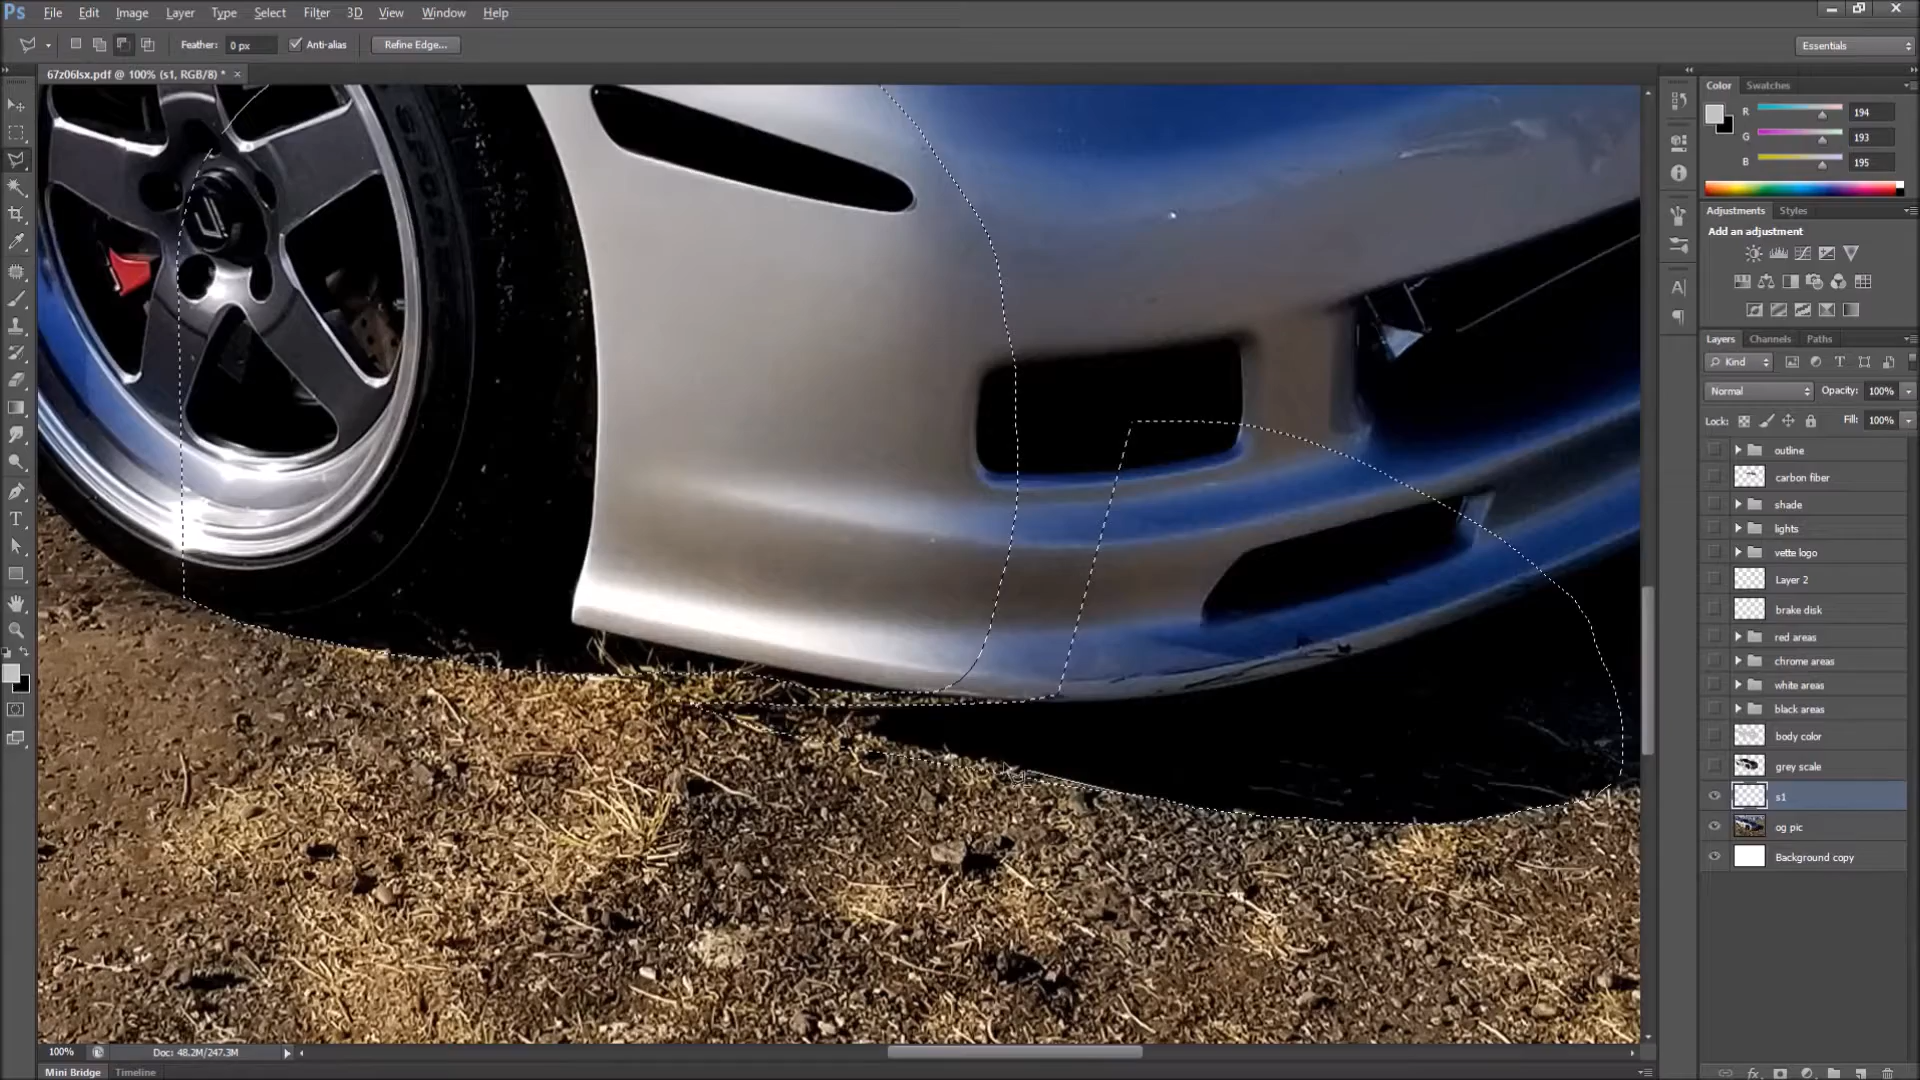 Ps File Edit Image Layer Type Select Filter 3D View Window Help
Feather: 0 px Anti-alias Refine Edge... Essentials
67z06lsx.pdf @ 100% (s1, RGB/8) * ×
Color Swatches
R 194
G 193
B 195
Adjustments Styles
Add an adjustment
Layers Channels Paths
Kind
Normal Opacity: 100%
Lock: Fill: 100%
outline
carbon fiber
shade
lights
vette logo
Layer 2
brake disk
red areas
chrome areas
white areas
black areas
body color
grey scale
s1
og pic
Background copy
100% Doc: 48.2M/247.3M
Mini Bridge Timeline